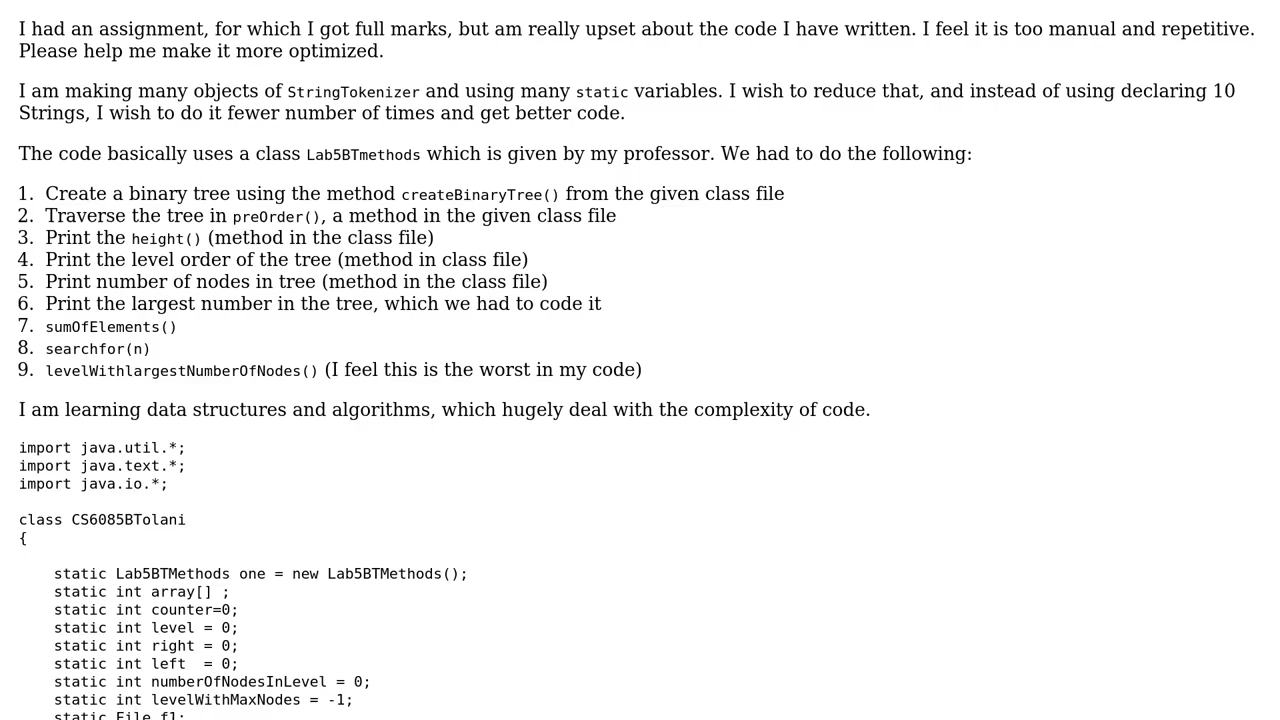 I had an assignment, for which I got full marks, but am really upset about the code I have written. I feel it is too manual and repetitive.
Please help me make it more optimized.
I am making many objects of StringTokenizer and using many static variables. I wish to reduce that, and instead of using declaring 10
Strings, I wish to do it fewer number of times and get better code.
The code basically uses a class Lab5BTmethods which is given by my professor. We had to do the following:
1. Create a binary tree using the method createBinaryTree() from the given class file
2. Traverse the tree in preOrder(), a method in the given class file
3. Print the height() (method in the class file)
4. Print the level order of the tree (method in class file)
5. Print number of nodes in tree (method in the class file)
6. Print the largest number in the tree, which we had to code it
7. sumOfElements()
8. searchfor(n)
9. levelWithlargestNumberOfNodes() (I feel this is the worst in my code)
I am learning data structures and algorithms, which hugely deal with the complexity of code.
import java.util.*;
import java.text.*;
import java.io.*;
class CS6085BTolani
{
static Lab5BTMethods one = new Lab5BTMethods();
static int array[] ;
static int counter=0;
static int level = 0;
static int right = 0;
static int left  = 0;
static int numberOfNodesInLevel = 0;
static int levelWithMaxNodes = -1;
static File f1;